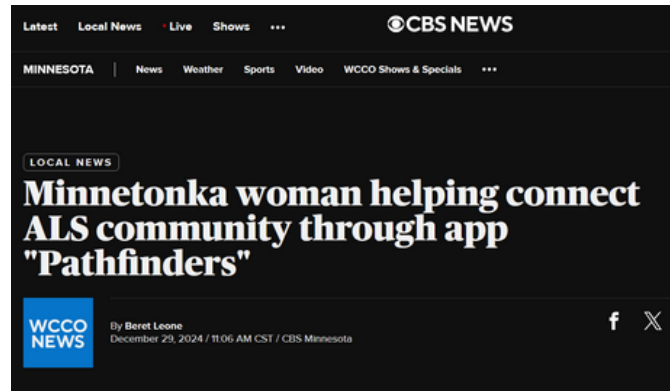 Latest Local News Live Shows ••• CBS NEWS
MINNESOTA | News Weather Sports Video WCCO Shows & Specials •••
LOCAL NEWS
Minnetonka woman helping connect
ALS community through app
"Pathfinders"
WCCO
NEWS
By Beret Leone
December 29, 2024 / 11:06 AM CST / CBS Minnesota
f X